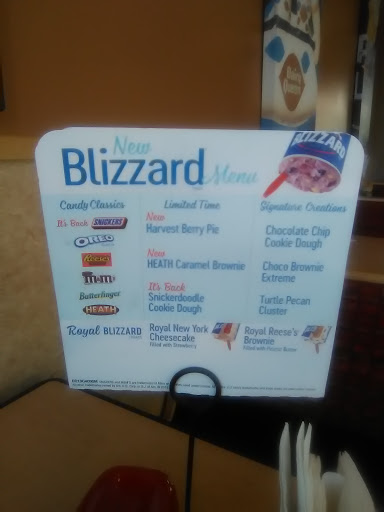 Dairy Queen
New
Blizzard
Menu
BLIZZARD
Candy Classics
It's Back SNICKERS
OREO
Reese's
m&m's
Butterfinger
HEATH
Limited Time
New
Harvest Berry Pie
New
HEATH Caramel Brownie
It's Back
Snickerdoodle
Cookie Dough
Signature Creations
Chocolate Chip
Cookie Dough
Choco Brownie
Extreme
Turtle Pecan
Cluster
Royal BLIZZARD
Royal New York
Cheesecake
Filled with Strawberry
Royal Reese's
Brownie
Filled with Peanut Butter